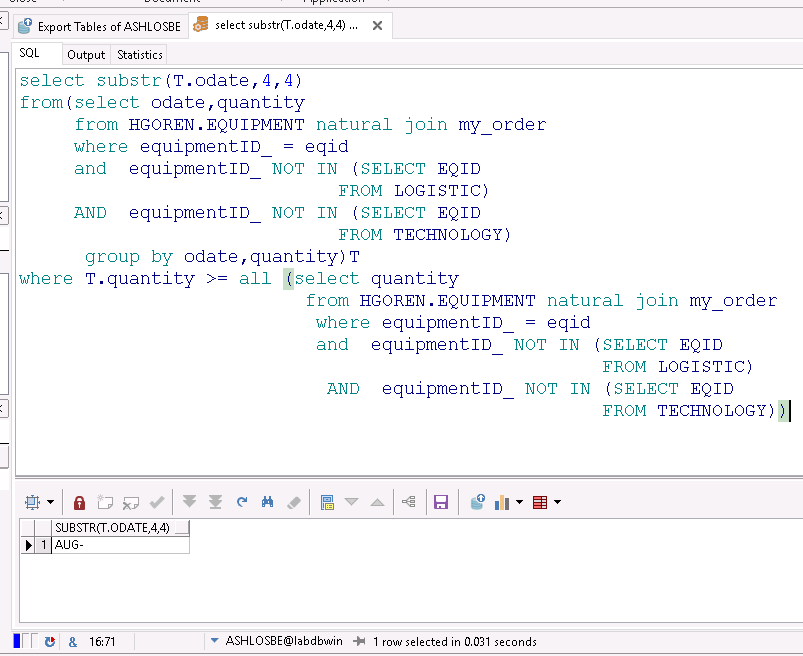 Export Tables of ASHLOSBE
select substr(T.odate,4,4) ...
SQL
Output
Statistics
select substr(T.odate,4,4)
from(select odate,quantity
from HGOREN.EQUIPMENT natural join my_order
where equipmentID_ = eqid
and equipmentID_ NOT IN (SELECT EQID
FROM LOGISTIC)
AND equipmentID_ NOT IN (SELECT EQID
FROM TECHNOLOGY)
group by odate,quantity)T
where T.quantity >= all (select quantity
from HGOREN.EQUIPMENT natural join my_order
where equipmentID_ = eqid
and equipmentID_ NOT IN (SELECT EQID
FROM LOGISTIC)
AND equipmentID_ NOT IN (SELECT EQID
FROM TECHNOLOGY))
SUBSTR(T.ODATE,4,4)
1 AUG-
& 16:71 ASHLOSBE@labdbwin 1 row selected in 0.031 seconds